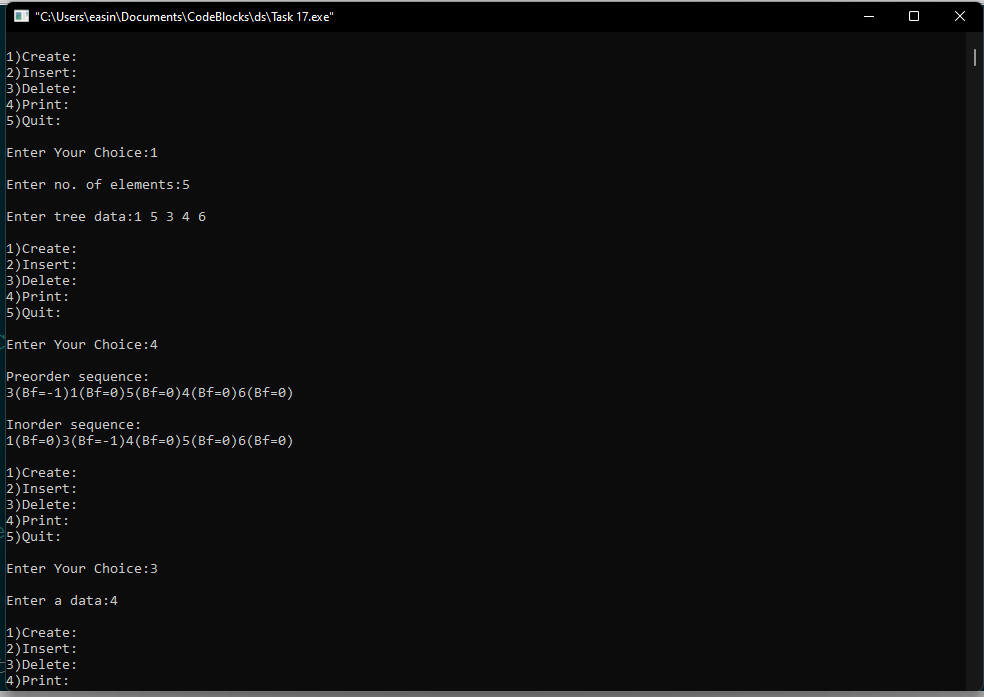 "C:\Users\easin\Documents\CodeBlocks\ds\Task 17.exe"
1)Create:
2)Insert:
3)Delete:
4)Print:
5)Quit:
Enter Your Choice:1
Enter no. of elements:5
Enter tree data:1 5 3 4 6
1)Create:
2)Insert:
3)Delete:
4)Print:
5)Quit:
Enter Your Choice:4
Preorder sequence:
3(Bf=-1)1(Bf=0)5(Bf=0)4(Bf=0)6(Bf=0)
Inorder sequence:
1(Bf=0)3(Bf=-1)4(Bf=0)5(Bf=0)6(Bf=0)
1)Create:
2)Insert:
3)Delete:
4)Print:
5)Quit:
Enter Your Choice:3
Enter a data:4
1)Create:
2)Insert:
3)Delete:
4)Print: